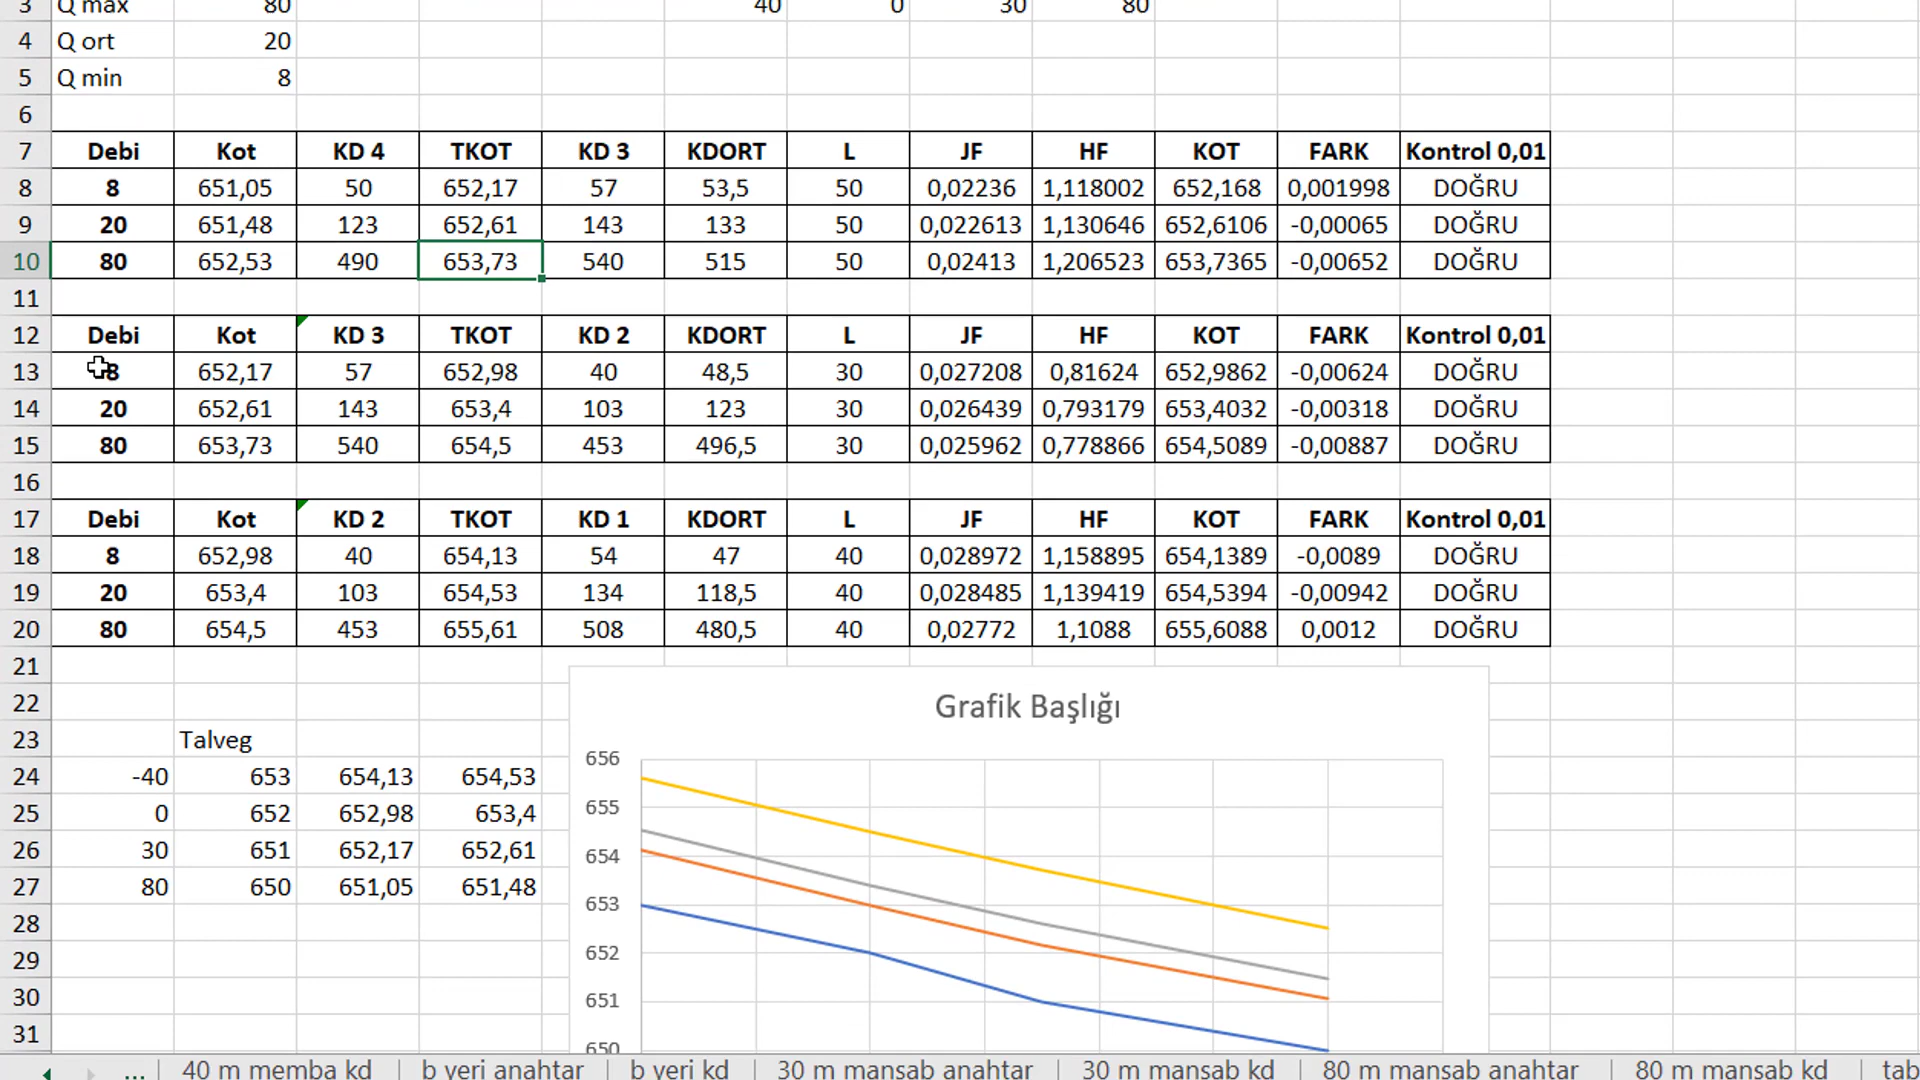 3 Q max 80 40 0 30 80
4 Q ort 20
5 Q min 8
6
7 Debi Kot KD 4 TKOT KD 3 KDORT L JF HF KOT FARK Kontrol 0,01
8 8 651,05 50 652,17 57 53,5 50 0,02236 1,118002 652,168 0,001998 DOĞRU
9 20 651,48 123 652,61 143 133 50 0,022613 1,130646 652,6106 -0,00065 DOĞRU
10 80 652,53 490 653,73 540 515 50 0,02413 1,206523 653,7365 -0,00652 DOĞRU
11
12 Debi Kot KD 3 TKOT KD 2 KDORT L JF HF KOT FARK Kontrol 0,01
13 8 652,17 57 652,98 40 48,5 30 0,027208 0,81624 652,9862 -0,00624 DOĞRU
14 20 652,61 143 653,4 103 123 30 0,026439 0,793179 653,4032 -0,00318 DOĞRU
15 80 653,73 540 654,5 453 496,5 30 0,025962 0,778866 654,5089 -0,00887 DOĞRU
16
17 Debi Kot KD 2 TKOT KD 1 KDORT L JF HF KOT FARK Kontrol 0,01
18 8 652,98 40 654,13 54 47 40 0,028972 1,158895 654,1389 -0,0089 DOĞRU
19 20 653,4 103 654,53 134 118,5 40 0,028485 1,139419 654,5394 -0,00942 DOĞRU
20 80 654,5 453 655,61 508 480,5 40 0,02772 1,1088 655,6088 0,0012 DOĞRU
21
22
23 Talveg
24 -40 653 654,13 654,53
25 0 652 652,98 653,4
26 30 651 652,17 652,61
27 80 650 651,05 651,48
28
29
30
31
Grafik Başlığı
656
655
654
653
652
651
650
... 40 m memba kd b yeri anahtar b yeri kd 30 m mansab anahtar 30 m mansab kd 80 m mansab anahtar 80 m mansab kd tab